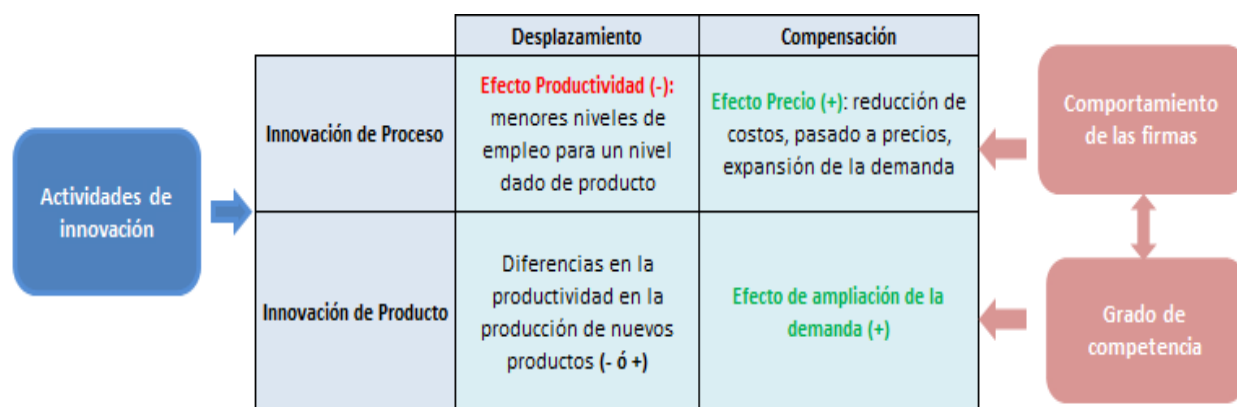 Desplazamiento
Compensación
Actividades de
innovación
Innovación de Proceso
Efecto Productividad (-):
menores niveles de
empleo para un nivel
dado de producto
Efecto Precio (+): reducción de
costos, pasado a precios,
expansión de la demanda
Comportamiento
de las firmas
Innovación de Producto
Diferencias en la
productividad en la
producción de nuevos
productos (- ó +)
Efecto de ampliación de la
demanda (+)
Grado de
competencia